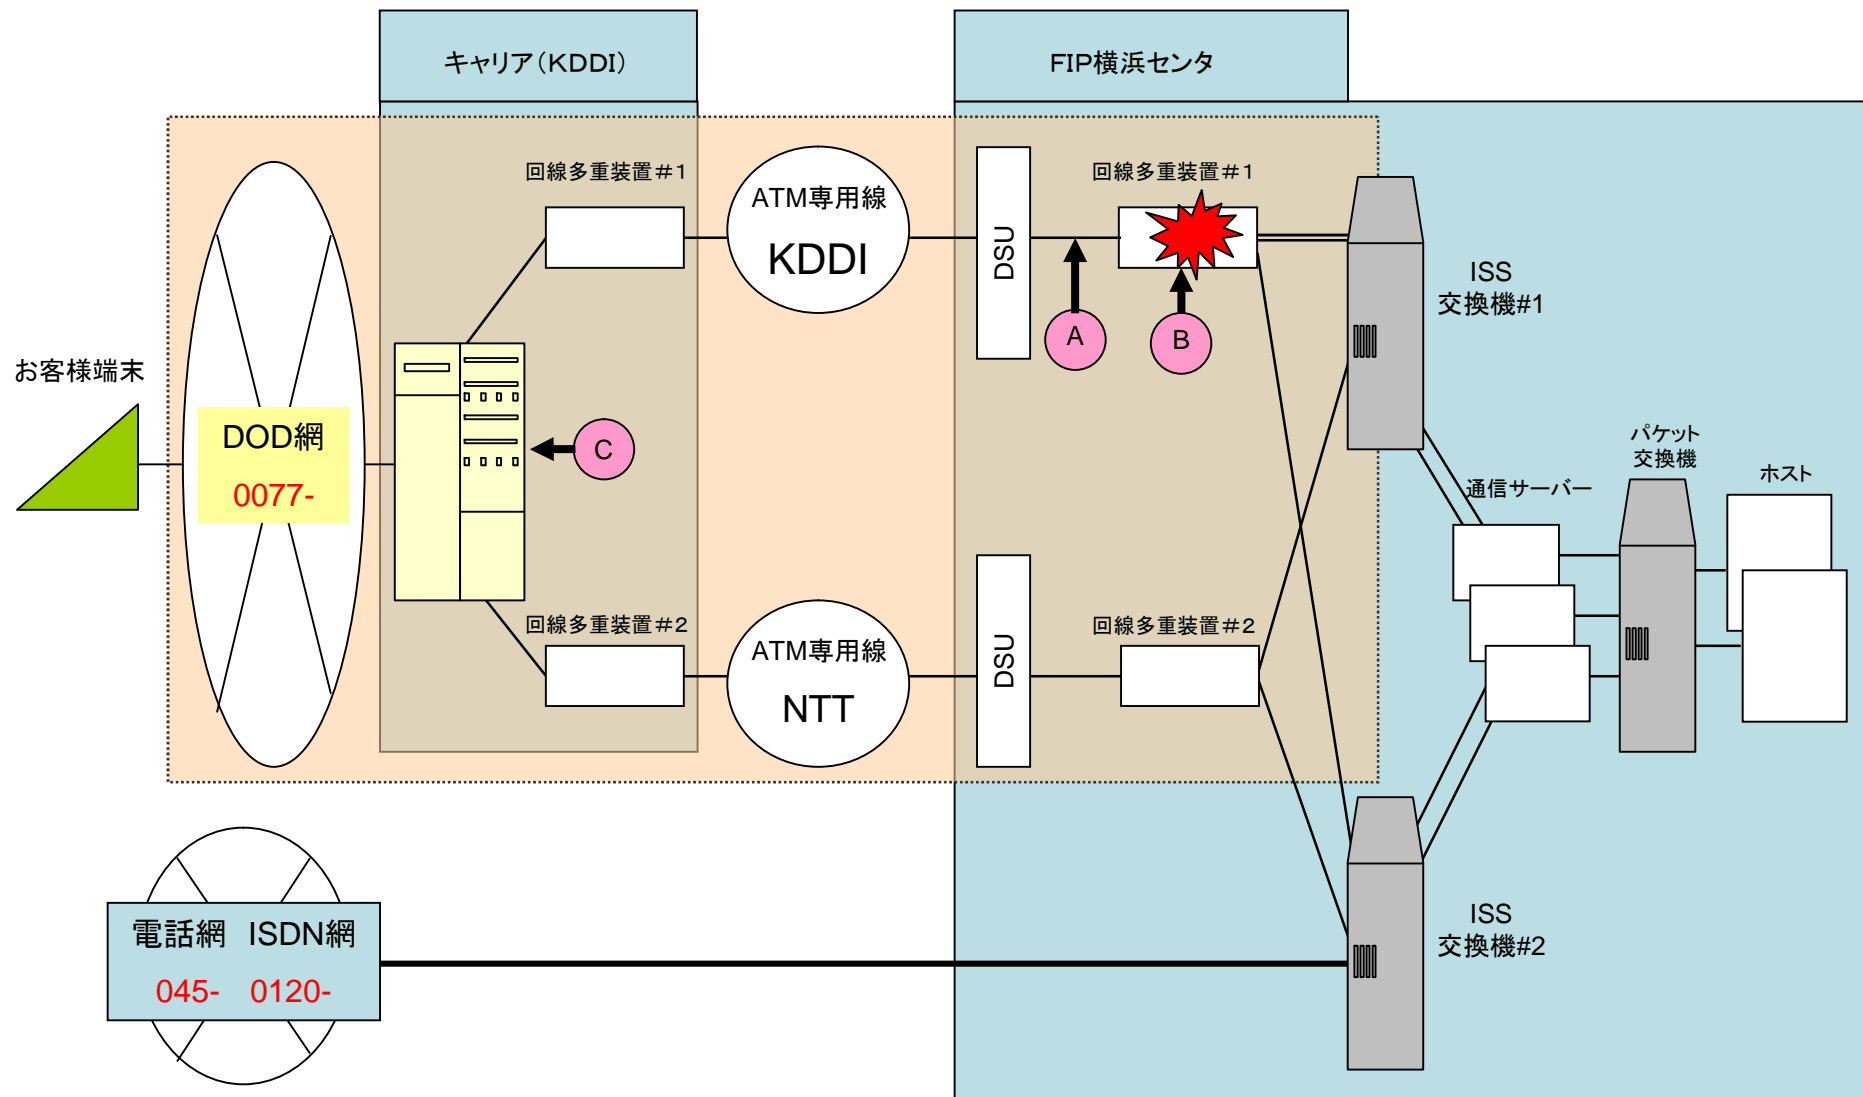 キャリア(KDDI)
FIP横浜センタ
回線多重装置＃1
ATM専用線
KDDI
DSU
回線多重装置＃1
ISS
交換機#1
A
B
お客様端末
DOD網
0077-
C
パケット
交換機
ホスト
通信サーバー
回線多重装置＃2
ATM専用線
NTT
DSU
回線多重装置＃2
電話網 ISDN網
045- 0120-
ISS
交換機#2